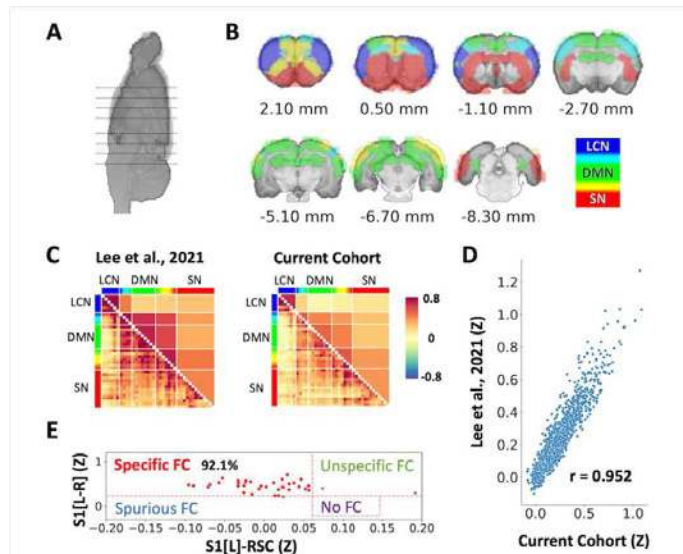 A
B
2.10 mm
0.50 mm
-1.10 mm
-2.70 mm
-5.10 mm
-6.70 mm
-8.30 mm
LCN
DMN
SN
C
Lee et al., 2021
Current Cohort
LCN DMN SN
LCN DMN SN
LCN
DMN
SN
LCN
DMN
SN
0.8
0
-0.8
D
Lee et al., 2021 (Z)
1.2
1.0
0.8
0.6
0.4
0.2
0.0
r = 0.952
0.0 0.5 1.0
Current Cohort (Z)
E
S1[L-R] (Z)
1
0
Specific FC
92.1%
Unspecific FC
Spurious FC
No FC
-0.20 -0.15 -0.10 -0.05 0.00 0.05 0.10 0.15 0.20
S1[L]-RSC (Z)